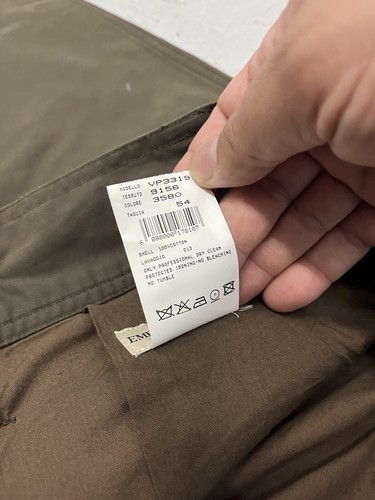 MODELLO VP3319
TESSUTO 9156
COLORE 3580
TAGLIA 54
SHELL 100%COTTON
LAVAGGIO 013
ONLY PROFESSIONAL DRY CLEAN
PROTECTED IRONING-NO BLEACHING
NO TUMBLE